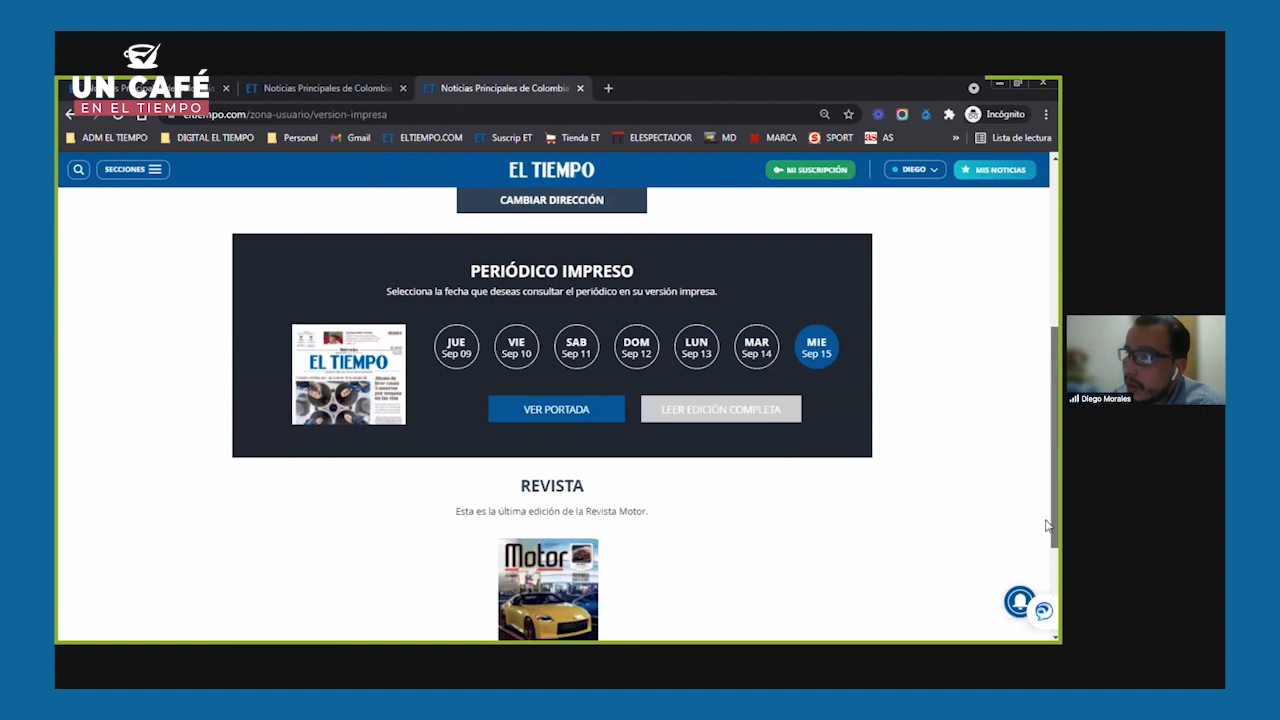 UN CAFÉ
EN EL TIEMPO
Noticias Principales de Colombia
Noticias Principales de Colombia
eltiempo.com/zona-usuario/version-impresa
Incógnito
ADM EL TIEMPO
DIGITAL EL TIEMPO
Personal
Gmail
ET ELTIEMPO.COM
ET Suscrip ET
Tienda ET
ELESPECTADOR
MD
MARCA
SPORT
as AS
»
Lista de lectura
SECCIONES
EL TIEMPO
MI SUSCRIPCIÓN
DIEGO
MIS NOTICIAS
CAMBIAR DIRECCIÓN
PERIÓDICO IMPRESO
Selecciona la fecha que deseas consultar el periódico en su versión impresa.
EL TIEMPO
JUE
Sep 09
VIE
Sep 10
SAB
Sep 11
DOM
Sep 12
LUN
Sep 13
MAR
Sep 14
MIE
Sep 15
VER PORTADA
LEER EDICIÓN COMPLETA
REVISTA
Esta es la última edición de la Revista Motor.
Motor
Diego Morales